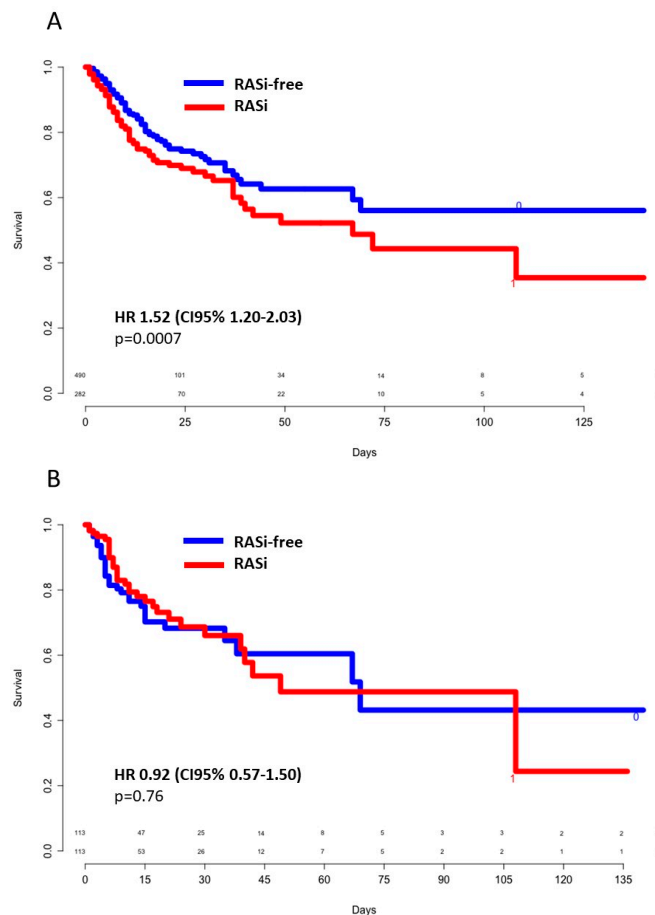 A
1.0
0.8
0.6
0.4
0.2
0.0
Survival
RASi-free
RASi
0
1
HR 1.52 (CI95% 1.20-2.03)
p=0.0007
490 101 34 14 8 5
282 70 22 10 5 4
0 25 50 75 100 125
Days
B
1.0
0.8
0.6
0.4
0.2
0.0
Survival
RASi-free
RASi
0
1
HR 0.92 (CI95% 0.57-1.50)
p=0.76
113 47 25 14 8 5 3 3 2 2
113 53 26 12 7 5 2 2 1 1
0 15 30 45 60 75 90 105 120 135
Days